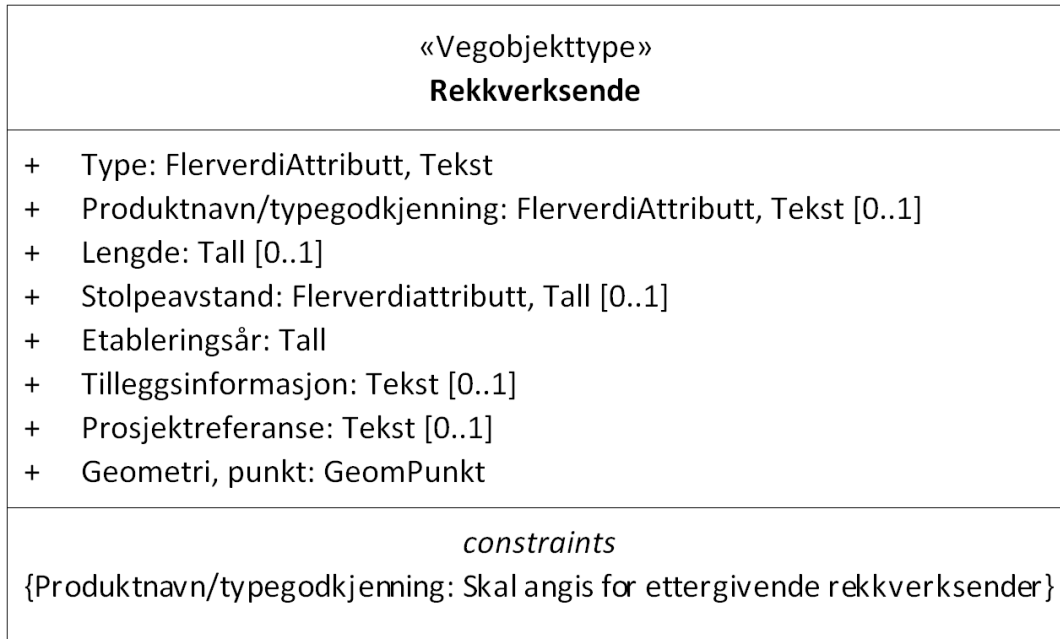 «Vegobjekttype»
Rekkverksende
+ Type: FlerverdiAttributt, Tekst
+ Produktnavn/typegodkjenning: FlerverdiAttributt, Tekst [0..1]
+ Lengde: Tall [0..1]
+ Stolpeavstand: Flerverdiattributt, Tall [0..1]
+ Etableringsår: Tall
+ Tilleggsinformasjon: Tekst [0..1]
+ Prosjektreferanse: Tekst [0..1]
+ Geometri, punkt: GeomPunkt
constraints
{Produktnavn/typegodkjenning: Skal angis for ettergivende rekkverksender}